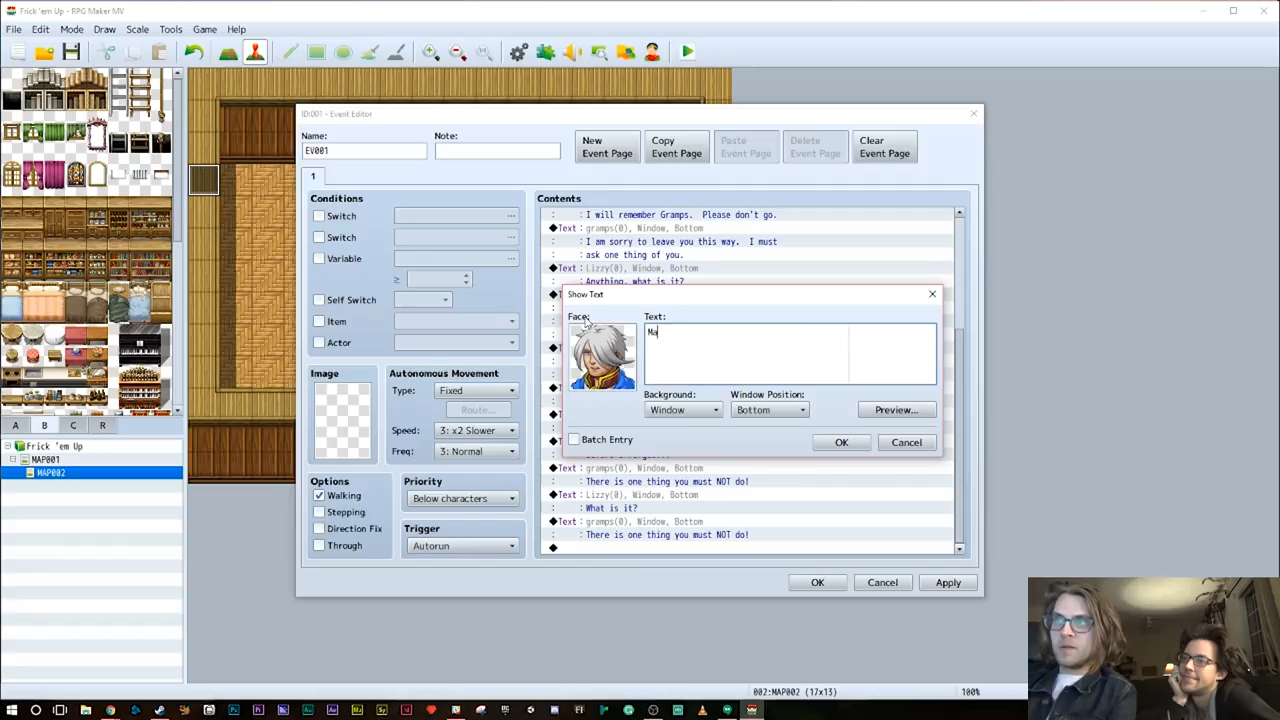 Frick 'em Up - RPG Maker MV
File Edit Mode Draw Scale Tools Game Help
ID:001 - Event Editor
Name:
Note:
EV001
New Event Page
Copy Event Page
Paste Event Page
Delete Event Page
Clear Event Page
1
Conditions
Switch
Switch
Variable
≥
Self Switch
Item
Actor
Image
Autonomous Movement
Type: Fixed
Route...
Speed: 3: x2 Slower
Freq: 3: Normal
Options
Walking
Stepping
Direction Fix
Through
Priority
Below characters
Trigger
Autorun
Contents
: I will remember Gramps. Please don't go.
◆Text : gramps(0), Window, Bottom
: I am sorry to leave you this way. I must
: ask one thing of you.
◆Text : Lizzy(0), Window, Bottom
: Anything, what is it?
Show Text
Face:
Text:
Ma
Background:
Window
Window Position:
Bottom
Preview...
Batch Entry
OK
Cancel
◆Text : gramps(0), Window, Bottom
: There is one thing you must NOT do!
◆Text : Lizzy(0), Window, Bottom
: What is it?
◆Text : gramps(0), Window, Bottom
: There is one thing you must NOT do!
◆
OK
Cancel
Apply
A B C R
Frick 'em Up
MAP001
MAP002
002:MAP002 (17x13)
100%